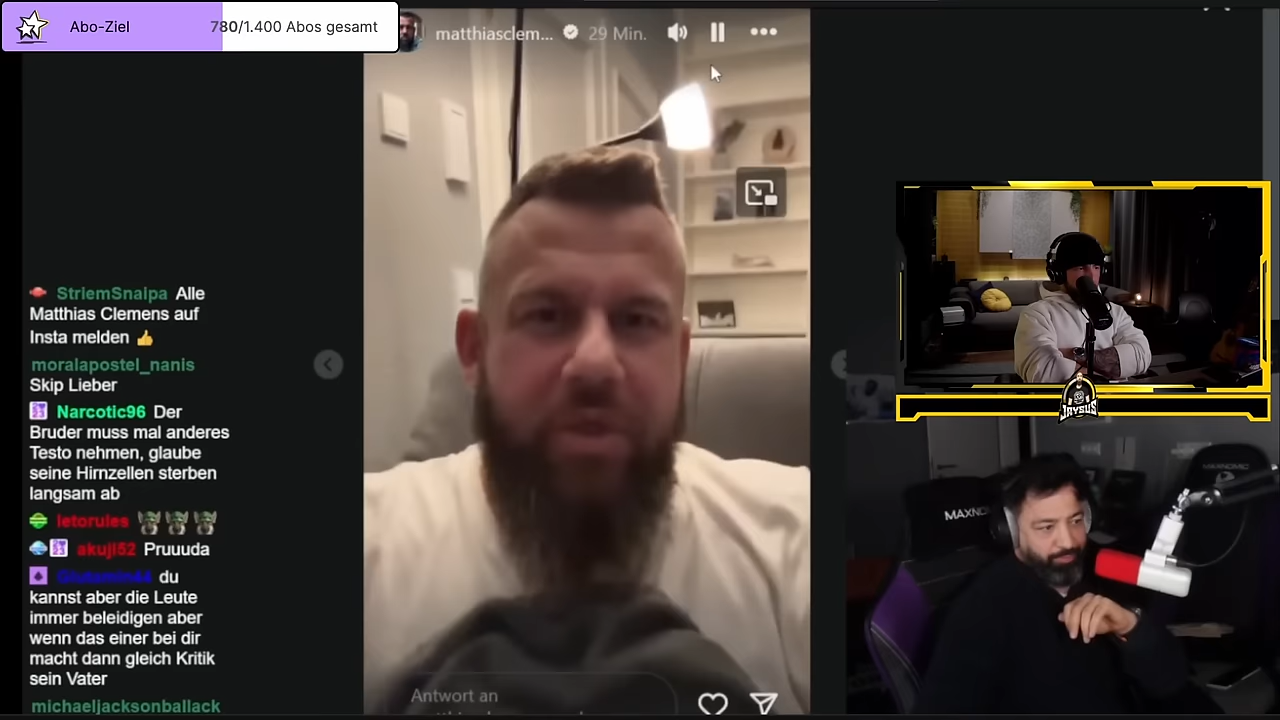 Abo-Ziel
780/1.400 Abos gesamt
matthiasclem... 29 Min.
StriemSnaipa Alle
Matthias Clemens auf
Insta melden 👍
moralapostel_nanis
Skip Lieber
Narcotic96 Der
Bruder muss mal anderes
Testo nehmen, glaube
seine Hirnzellen sterben
langsam ab
letorules
akuji52 Pruuuda
du
kannst aber die Leute
immer beleidigen aber
wenn das einer bei dir
macht dann gleich Kritik
sein Vater
michaeljacksonballack
Antwort an
JAYSUS
MAXNOMIC